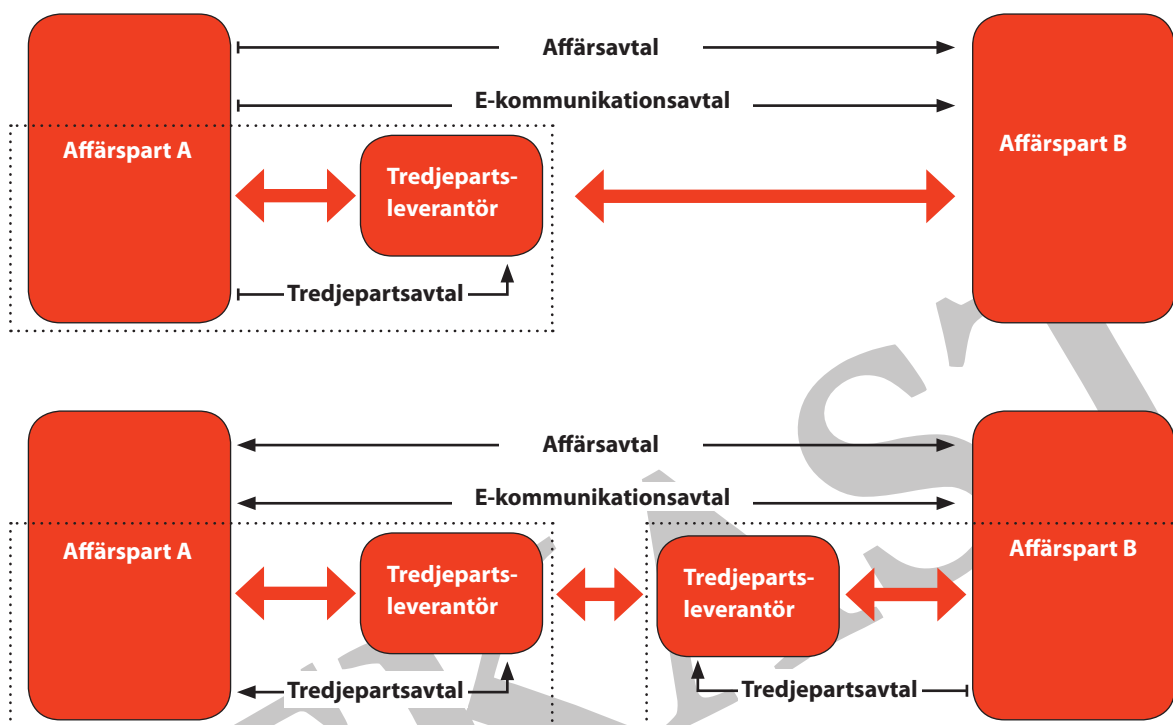 Affärsavtal
E-kommunikationsavtal
Affärspart A
Affärspart B
Tredjeparts-
leverantör
Tredjepartsavtal
Affärsavtal
E-kommunikationsavtal
Affärspart A
Affärspart B
Tredjeparts-
leverantör
Tredjeparts-
leverantör
Tredjepartsavtal
Tredjepartsavtal